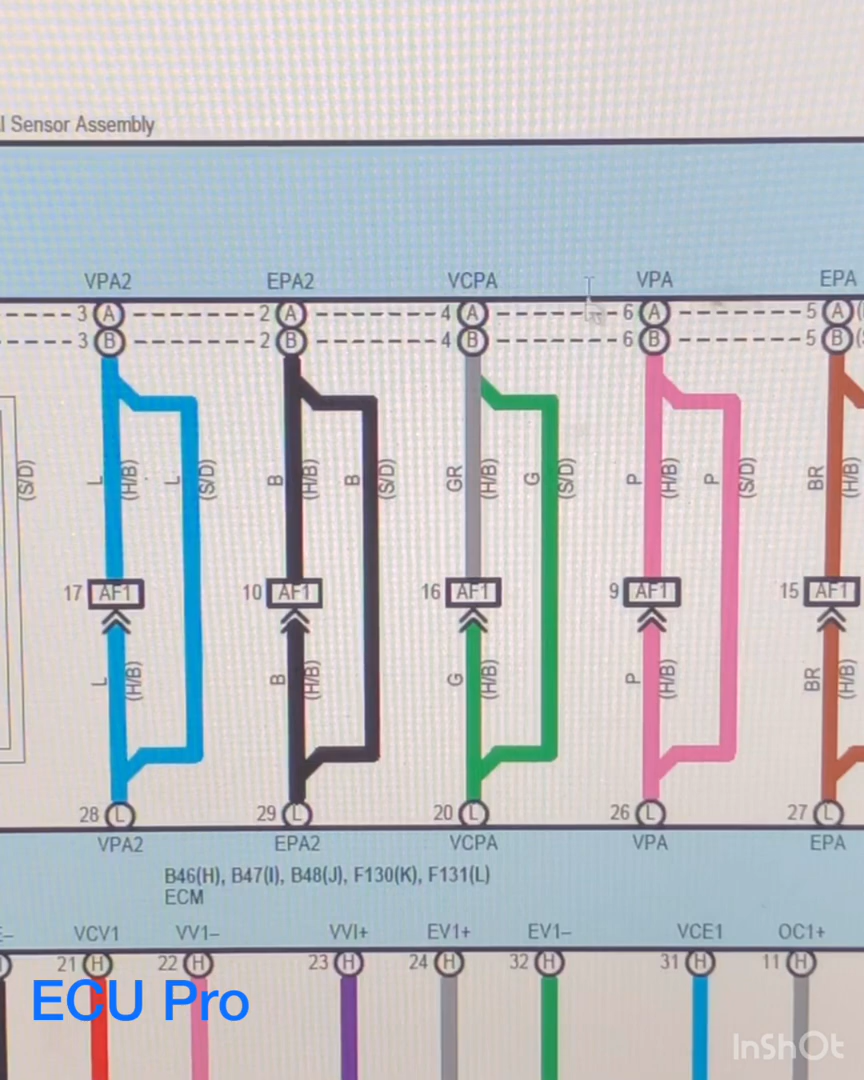 l Sensor Assembly
VPA2 EPA2 VCPA VPA EPA
3 A 2 A 4 A 6 A 5 A (
3 B 2 B 4 B 6 B 5 B (
(S/D) L (H/B) L (S/D) B (H/B) B (S/D) GR (H/B) G (S/D) P (H/B) P (S/D) BR (H/B)
17 AF1 10 AF1 16 AF1 9 AF1 15 AF1
L (H/B) B (H/B) G (H/B) P (H/B) BR (H/B)
28 L 29 L 20 L 26 L 27 L
VPA2 EPA2 VCPA VPA EPA
B46(H), B47(I), B48(J), F130(K), F131(L)
ECM
E– VCV1 VV1– VVI+ EV1+ EV1– VCE1 OC1+
21 H 22 H 23 H 24 H 32 H 31 H 11 H
ECU Pro
InShOt